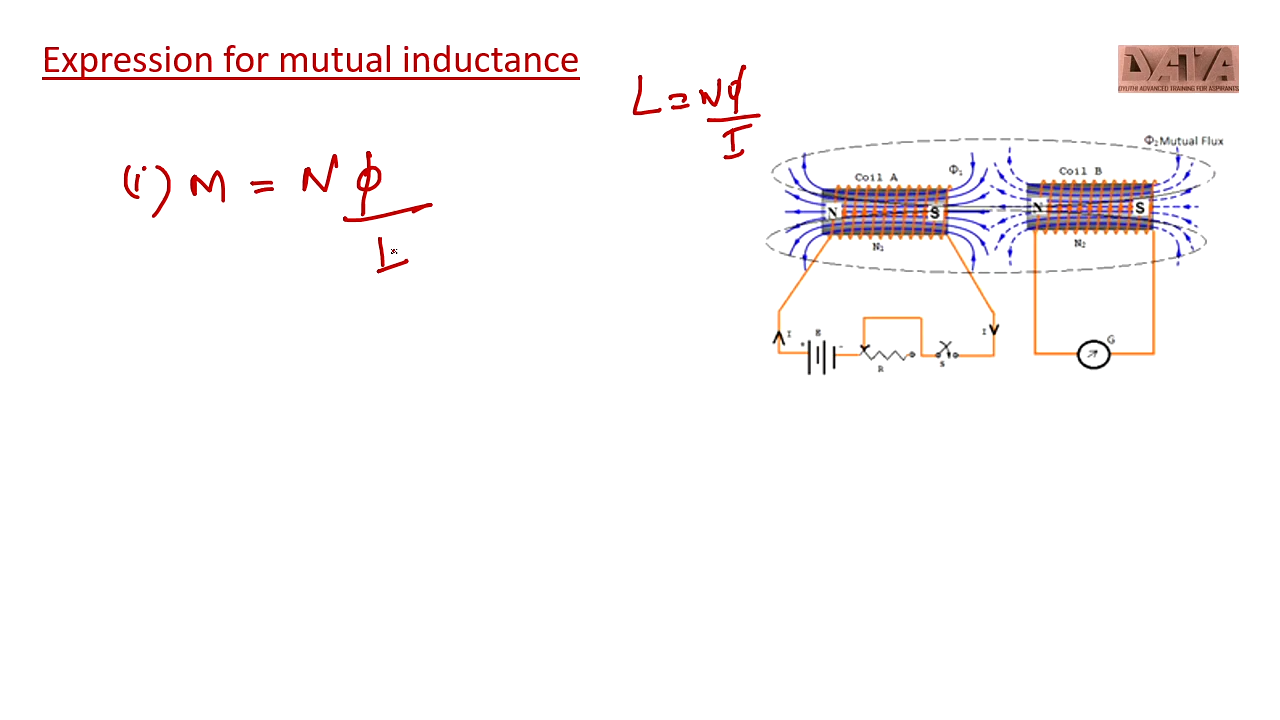 Expression for mutual inductance
DATA
DYUTHI ADVANCED TRAINING FOR ASPIRANTS
L = Nϕ
I
(i) M = Nϕ
Φ₂ Mutual Flux
Coil A
Φ₁
Coil B
N
S
N
S
N₁
N₂
I
E
+
-
I
R
S
G